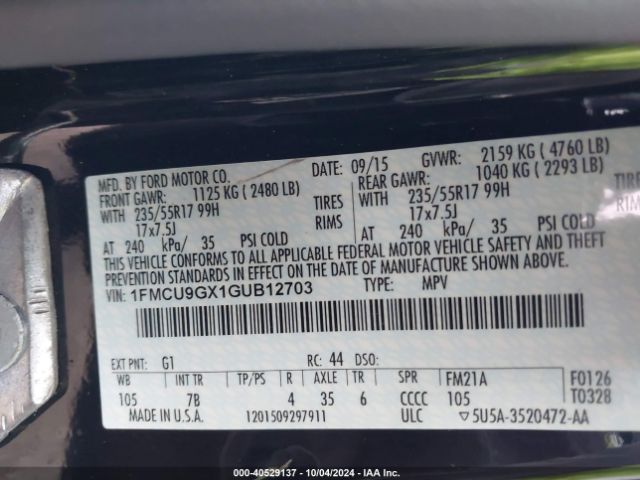 MFD. BY FORD MOTOR CO.
DATE: 09/15 GVWR: 2159 KG ( 4760 LB)
FRONT GAWR: 1125 KG ( 2480 LB) REAR GAWR: 1040 KG ( 2293 LB)
WITH 235/55R17 99H TIRES WITH 235/55R17 99H TIRES
17x7.5J RIMS 17x7.5J RIMS
AT 240 kPa/ 35 PSI COLD AT 240 kPa/ 35 PSI COLD
THIS VEHICLE CONFORMS TO ALL APPLICABLE FEDERAL MOTOR VEHICLE SAFETY AND THEFT
PREVENTION STANDARDS IN EFFECT ON THE DATE OF MANUFACTURE SHOWN ABOVE.
VIN: 1FMCU9GX1GUB12703 TYPE: MPV
EXT PNT: G1 RC: 44 DSO: F0126
WB INT TR TP/PS R AXLE TR SPR FM21A T0328
105 7B 4 35 6 CCCC 105
MADE IN U.S.A. 1201509297911 ULC ▽5U5A-3520472-AA
000-40529137 - 10/04/2024 - IAAI.com